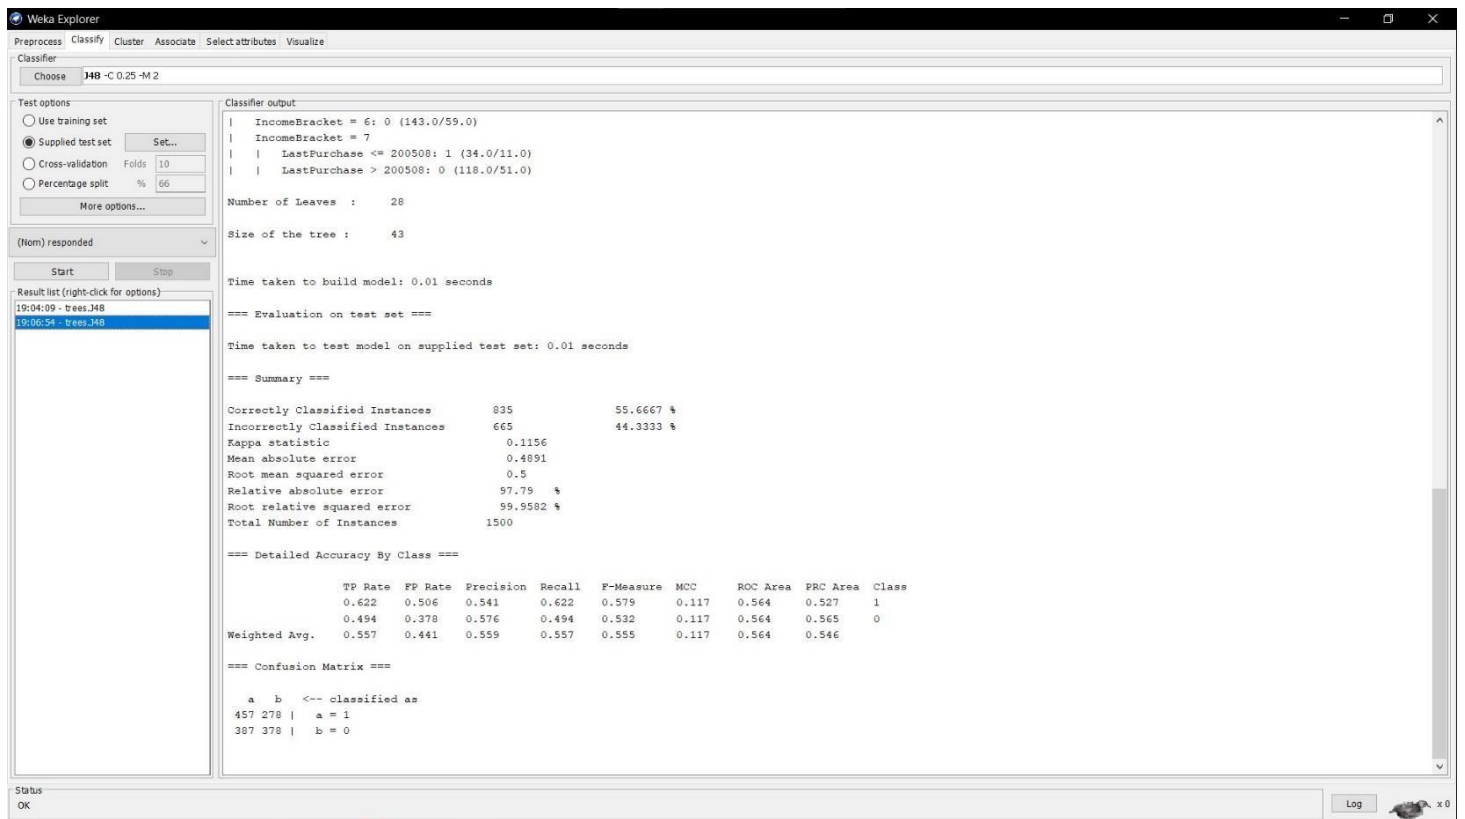 Weka Explorer
Preprocess Classify Cluster Associate Select attributes Visualize
Classifier
Choose J48 -C 0.25 -M 2
Test options
Use training set
Supplied test set Set...
Cross-validation Folds 10
Percentage split % 66
More options...
(Nom) responded
Start Stop
Result list (right-click for options)
19:04:09 - trees.J48
19:06:54 - trees.J48
Classifier output
|   IncomeBracket = 6: 0 (143.0/59.0)
|   IncomeBracket = 7
|   |   LastPurchase <= 200508: 1 (34.0/11.0)
|   |   LastPurchase > 200508: 0 (118.0/51.0)
Number of Leaves  :     28
Size of the tree :     43
Time taken to build model: 0.01 seconds
=== Evaluation on test set ===
Time taken to test model on supplied test set: 0.01 seconds
=== Summary ===
Correctly Classified Instances         835               55.6667 %
Incorrectly Classified Instances       665               44.3333 %
Kappa statistic                          0.1156
Mean absolute error                      0.4891
Root mean squared error                  0.5
Relative absolute error                 97.79   %
Root relative squared error             99.9582 %
Total Number of Instances             1500
=== Detailed Accuracy By Class ===
TP Rate  FP Rate  Precision  Recall   F-Measure  MCC      ROC Area  PRC Area  Class
0.622    0.506    0.541      0.622    0.579      0.117    0.564     0.527     1
0.494    0.378    0.576      0.494    0.532      0.117    0.564     0.565     0
Weighted Avg.    0.557    0.441    0.559      0.557    0.555      0.117    0.564     0.546
=== Confusion Matrix ===
a   b   <-- classified as
457 278 |   a = 1
387 378 |   b = 0
Status
OK
Log x 0